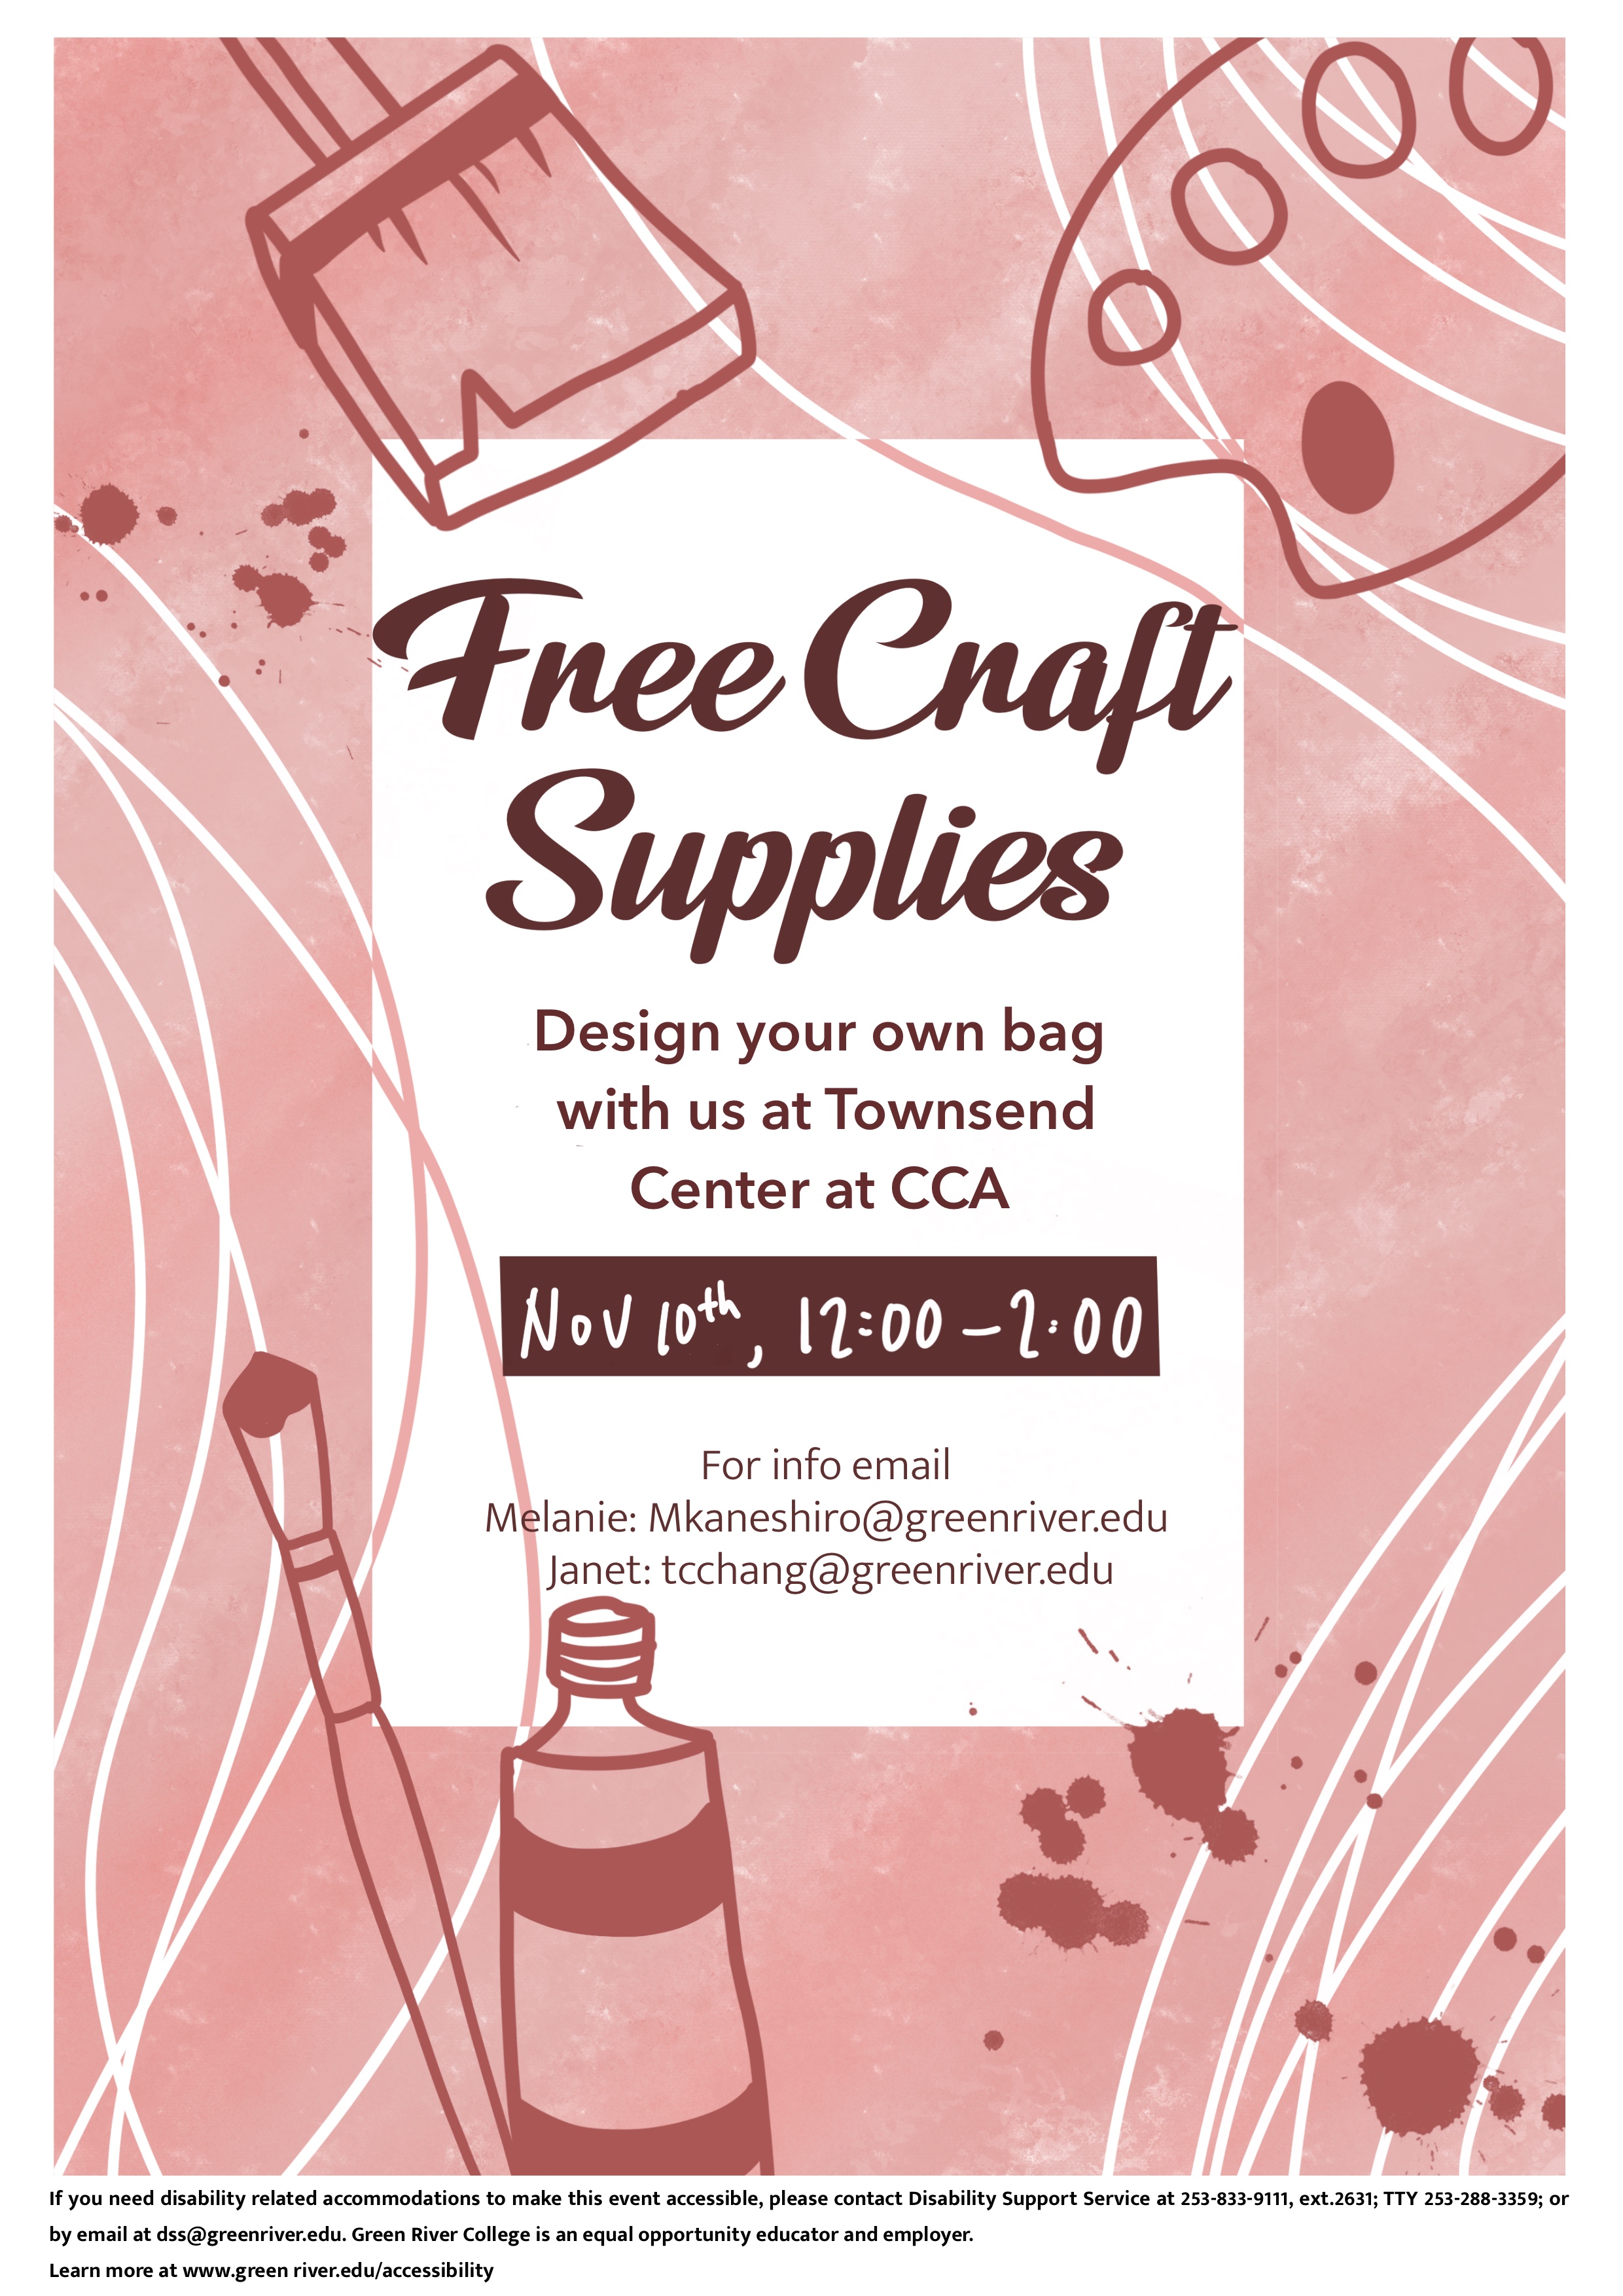 Free Craft
Supplies
Design your own bag
with us at Townsend
Center at CCA
Nov 10th, 12:00 - 2:00
For info email
Melanie: Mkaneshiro@greenriver.edu
Janet: tcchang@greenriver.edu
If you need disability related accommodations to make this event accessible, please contact Disability Support Service at 253-833-9111, ext.2631; TTY 253-288-3359; or
by email at dss@greenriver.edu. Green River College is an equal opportunity educator and employer.
Learn more at www.green river.edu/accessibility